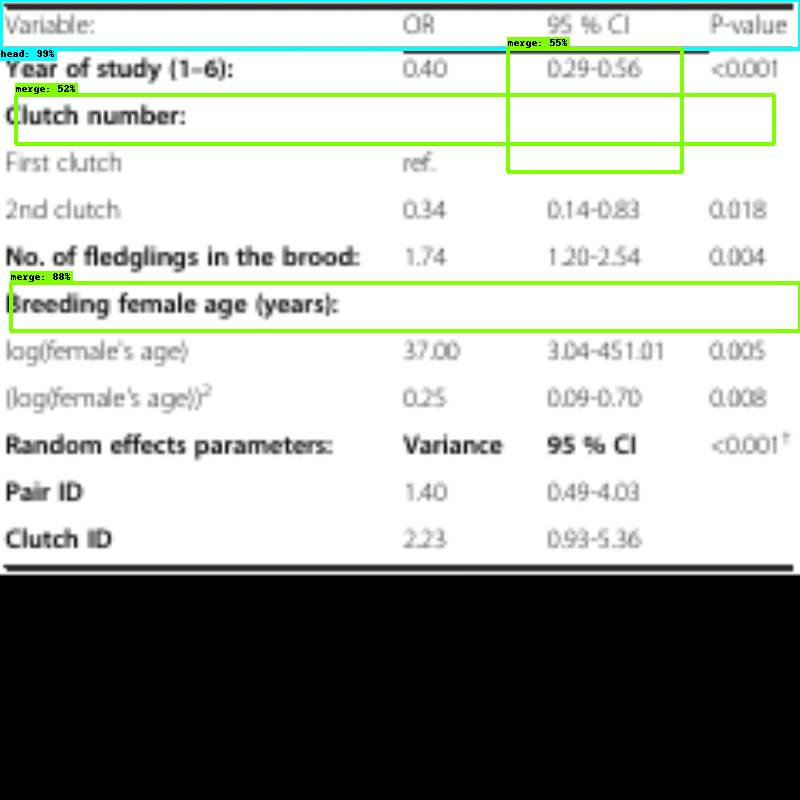 Variable: OR 95 % CI P-value
merge: 55%
head: 99%
Year of study (1–6): 0.40 0.29-0.56 <0.001
merge: 52%
Clutch number:
First clutch ref.
2nd clutch 0.34 0.14-0.83 0.018
No. of fledglings in the brood: 1.74 1.20-2.54 0.004
merge: 88%
Breeding female age (years):
log(female's age) 37.00 3.04-451.01 0.005
(log(female's age))² 0.25 0.09-0.70 0.008
Random effects parameters: Variance 95 % CI <0.001†
Pair ID 1.40 0.49-4.03
Clutch ID 2.23 0.93-5.36